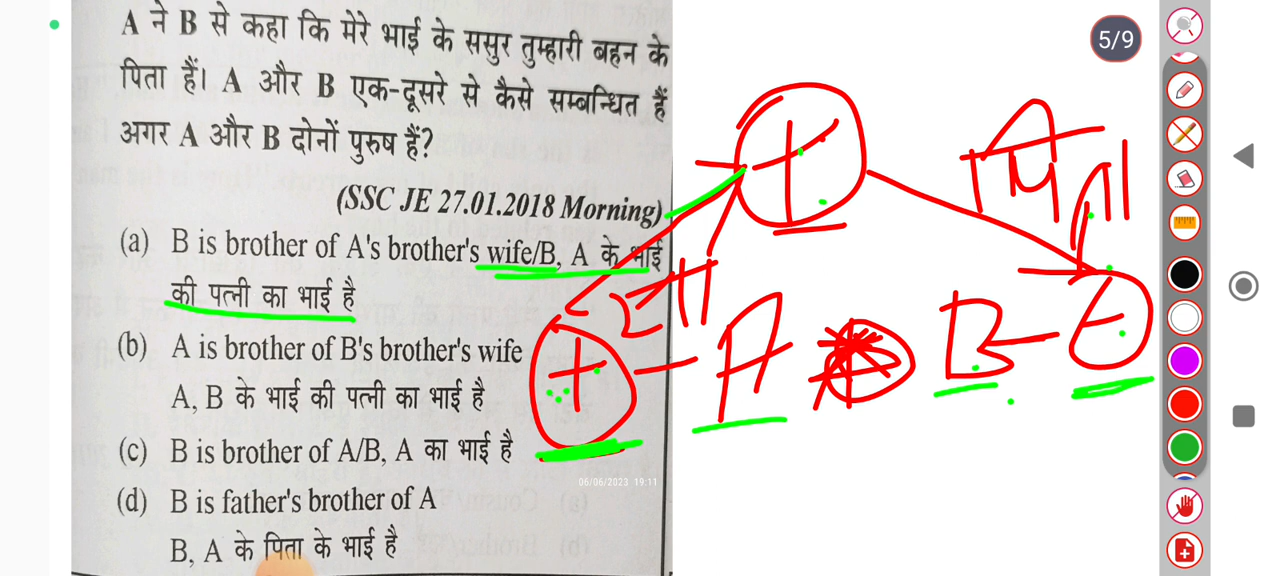 A ने B से कहा कि मेरे भाई के ससुर तुम्हारी बहन के
पिता हैं। A और B एक-दूसरे से कैसे सम्बन्धित हैं
अगर A और B दोनों पुरुष हैं?
(SSC JE 27.01.2018 Morning)
(a) B is brother of A's brother's wife/B, A के भाई
की पत्नी का भाई है
(b) A is brother of B's brother's wife
A, B के भाई की पत्नी का भाई है
(c) B is brother of A/B, A का भाई है
(d) B is father's brother of A
B, A के पिता के भाई है
06/06/2023 19:11
5/9
+
पिता
+ - A B -